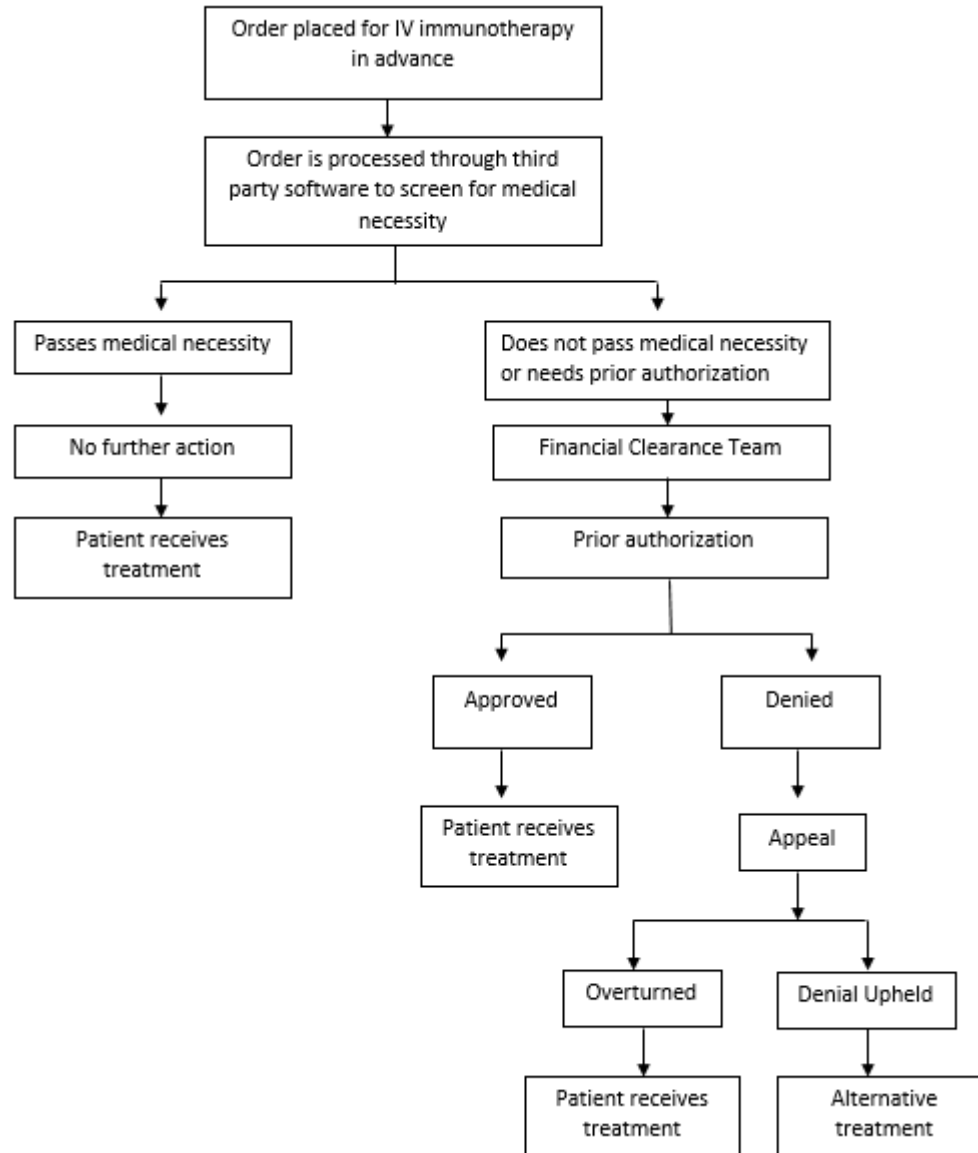 Order placed for IV immunotherapy
in advance
Order is processed through third
party software to screen for medical
necessity
Passes medical necessity
Does not pass medical necessity
or needs prior authorization
No further action
Financial Clearance Team
Patient receives
treatment
Prior authorization
Approved
Denied
Patient receives
treatment
Appeal
Overturned
Denial Upheld
Patient receives
treatment
Alternative
treatment